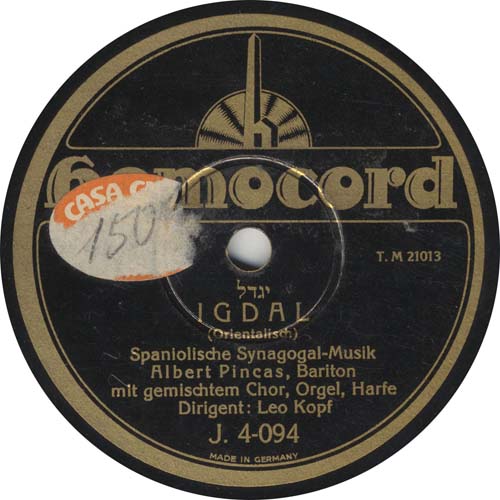 h
Homocord
CASA
150
T. M 21013
יגדל
IGDAL
(Orientalisch)
Spaniolische Synagogal-Musik
Albert Pincas, Bariton
mit gemischtem Chor, Orgel, Harfe
Dirigent: Leo Kopf
J. 4-094
MADE IN GERMANY